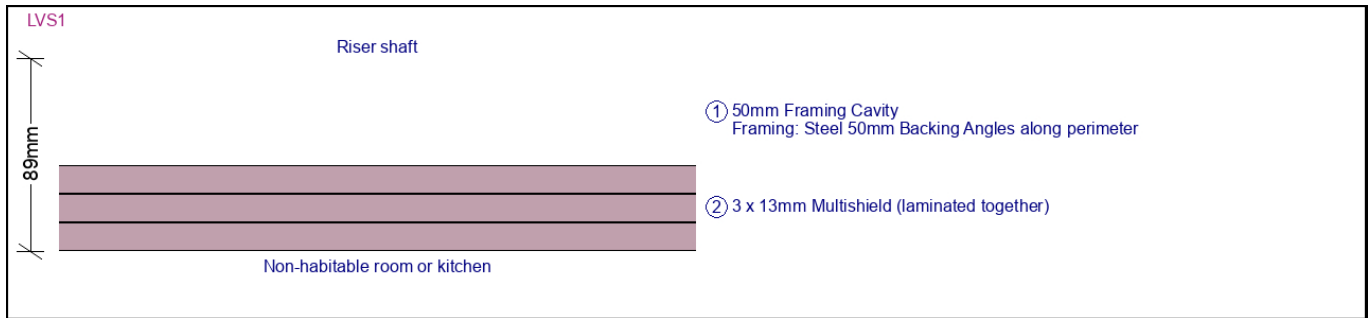 LVS1
Riser shaft
89mm
1 50mm Framing Cavity
Framing: Steel 50mm Backing Angles along perimeter
2 3 x 13mm Multishield (laminated together)
Non-habitable room or kitchen